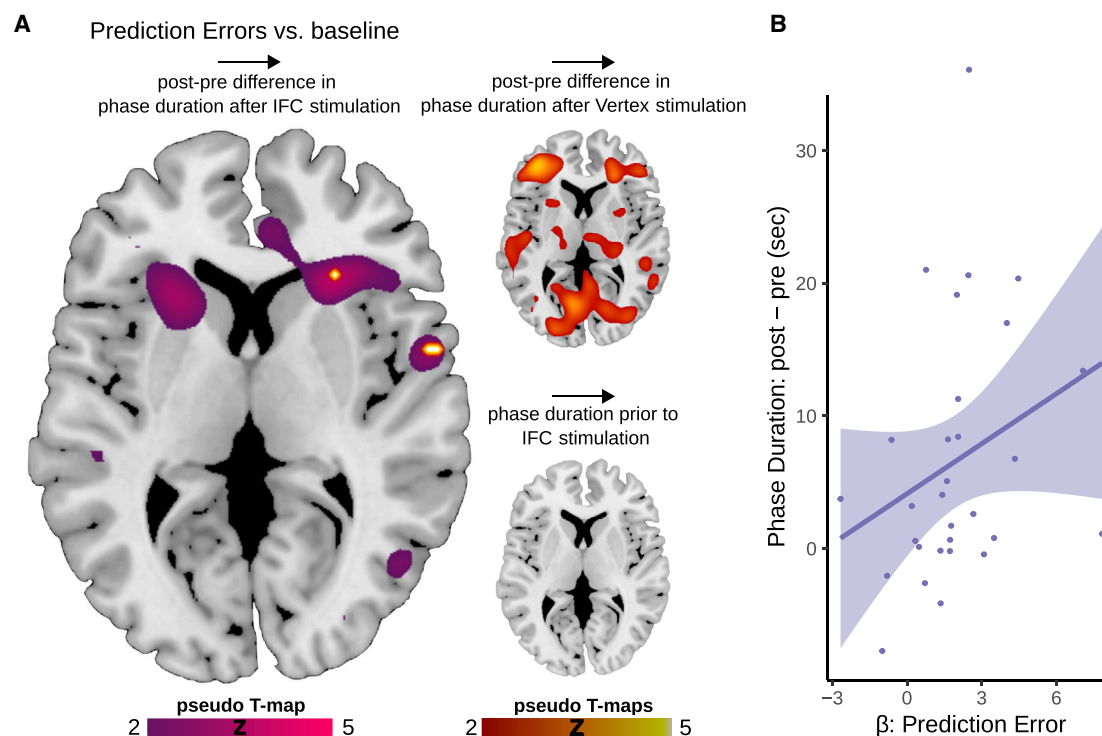 A
Prediction Errors vs. baseline
post-pre difference in
phase duration after IFC stimulation
post-pre difference in
phase duration after Vertex stimulation
phase duration prior to
IFC stimulation
pseudo T-map
2 Z 5
pseudo T-maps
2 Z 5
B
Phase Duration: post − pre (sec)
30
20
10
0
−3 0 3 6
β: Prediction Error